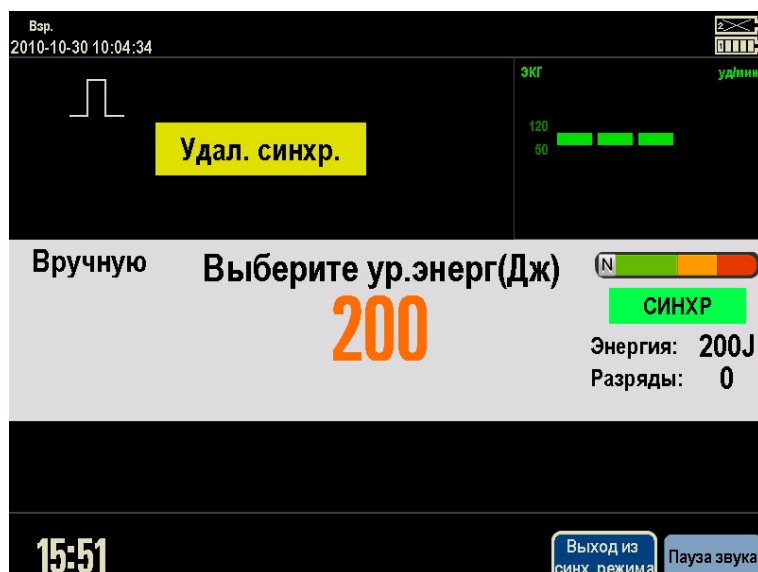 Взр.
2010-10-30 10:04:34
2
ЭКГ
уд/мин
120
50
Удал. синхр.
Вручную
Выберите ур.энерг(Дж)
N
200
СИНХР
Энергия: 200J
Разряды: 0
15:51
Выход из
синх. режима
Пауза звука